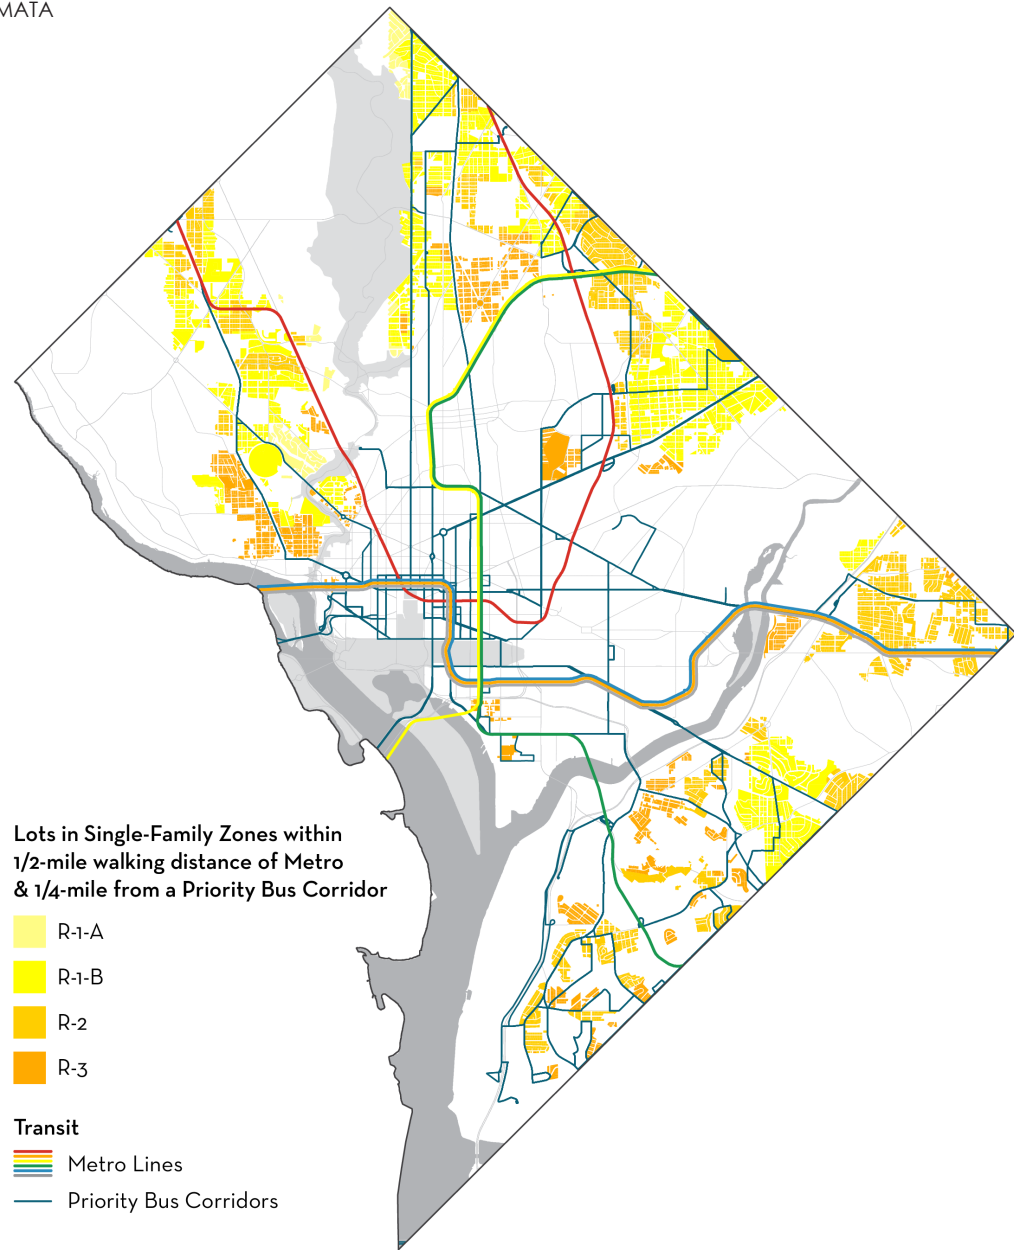 MATA
Lots in Single-Family Zones within
1/2-mile walking distance of Metro
& 1/4-mile from a Priority Bus Corridor
R-1-A
R-1-B
R-2
R-3
Transit
Metro Lines
Priority Bus Corridors